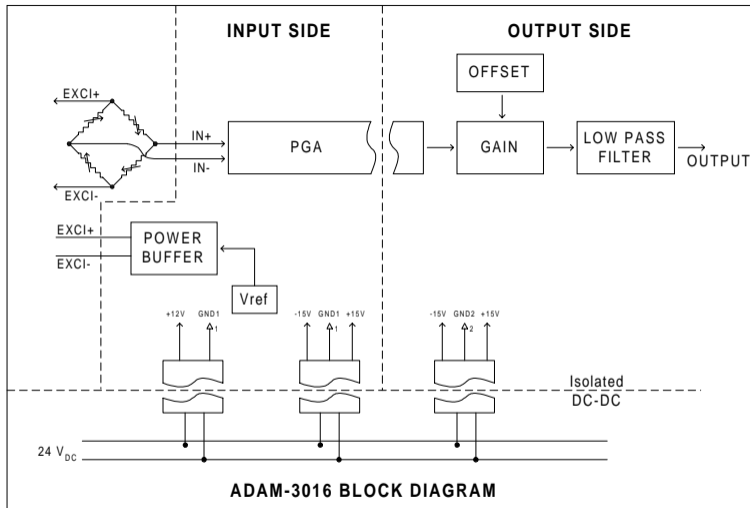 INPUT SIDE
OUTPUT SIDE
OFFSET
EXCI+
IN+
PGA
GAIN
LOW PASS
FILTER
OUTPUT
IN-
EXCI-
EXCI+
EXCI-
POWER
BUFFER
Vref
+12V GND1
1
-15V GND1 +15V
1
-15V GND2 +15V
2
Isolated
DC-DC
24 VDC
ADAM-3016 BLOCK DIAGRAM